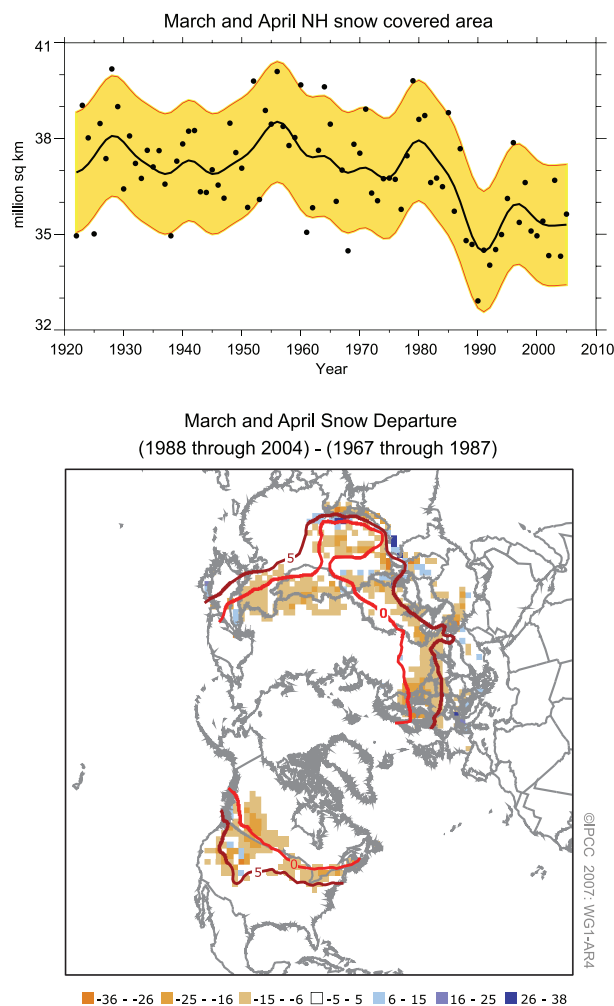 March and April NH snow covered area
41
38
35
32
million sq km
1920 1930 1940 1950 1960 1970 1980 1990 2000 2010
Year
March and April Snow Departure
(1988 through 2004) - (1967 through 1987)
5
0
0
5
©IPCC 2007: WG1-AR4
-36 - -26 -25 - -16 -15 - -6 -5 - 5 6 - 15 16 - 25 26 - 38